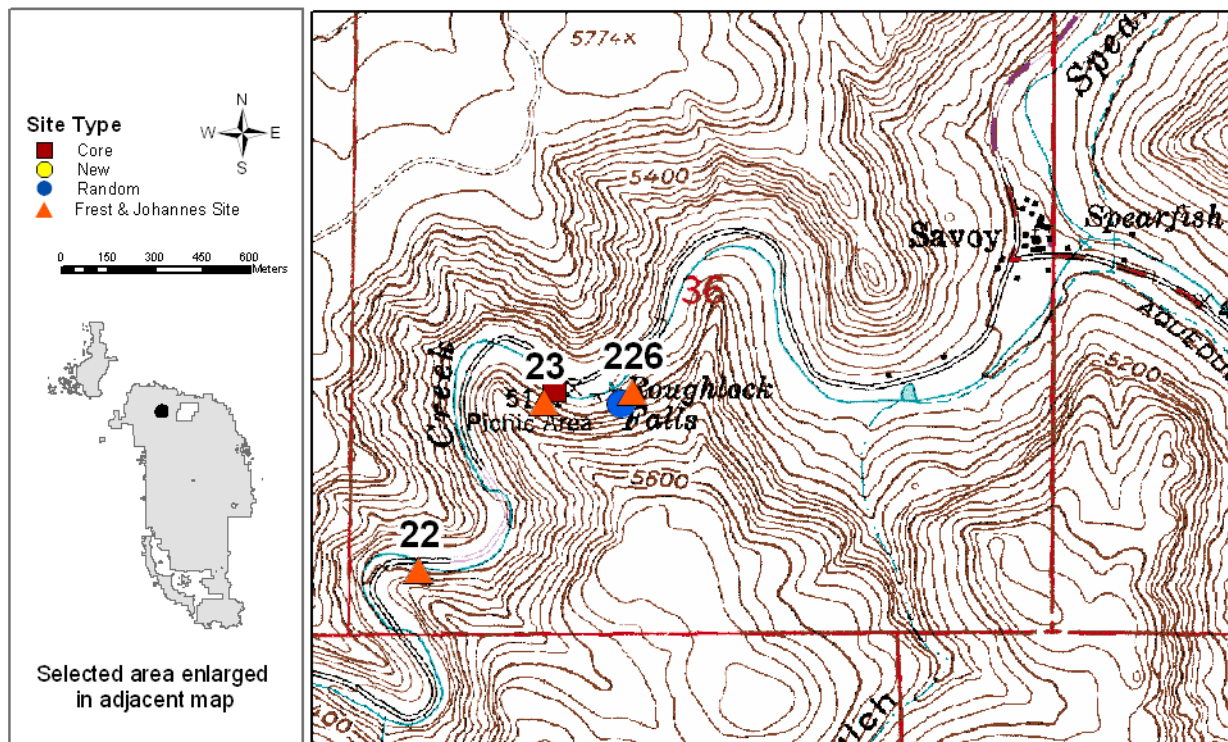 N
W E
S
Site Type
Core
New
Random
Frest & Johannes Site
0 150 300 450 600
Meters
Selected area enlarged
in adjacent map
5774x
5400
Savoy
Spearfish
36
5200
23
226
Roughlock
Falls
Picnic Area
Creek
5600
22